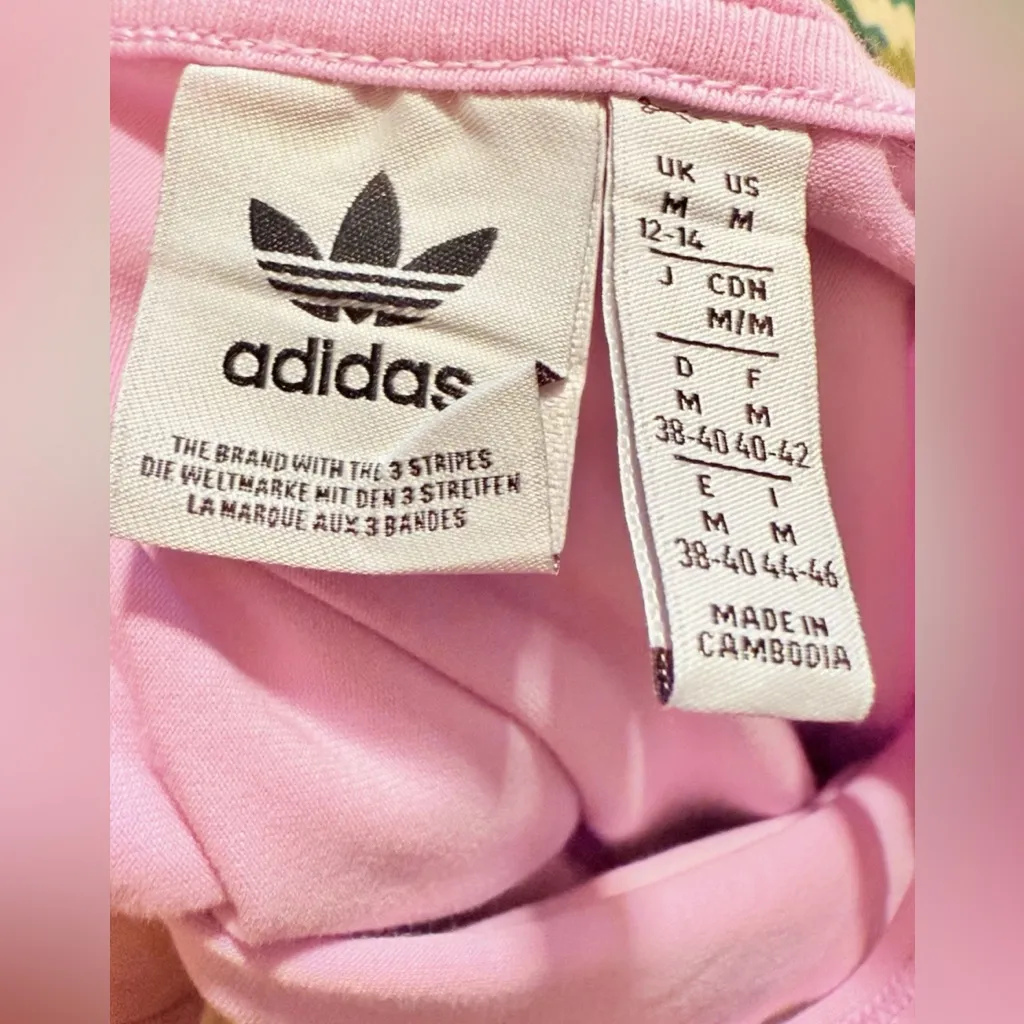 adidas
THE BRAND WITH THE 3 STRIPES
DIE WELTMARKE MIT DEN 3 STREIFEN
LA MARQUE AUX 3 BANDES
UK US
M M
12-14
J CDN
M/M
D F
M M
38-40 40-42
E I
M M
38-40 44-46
MADE IN
CAMBODIA